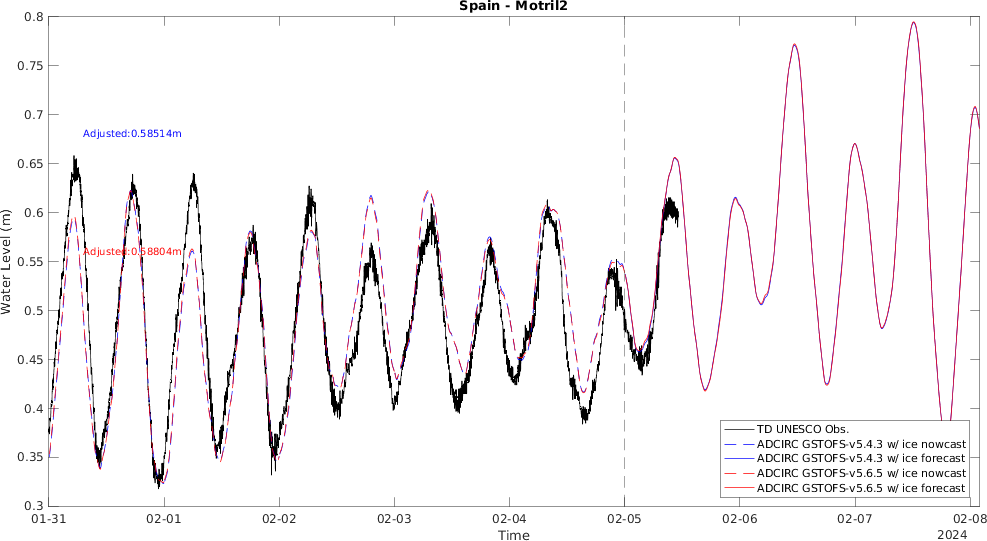 Spain - Motril2
0.8
0.75
0.7
0.65
0.6
0.55
0.5
0.45
0.4
0.35
0.3
Water Level (m)
Adjusted:0.58514m
Adjusted:0.58804m
TD UNESCO Obs.
ADCIRC GSTOFS-v5.4.3 w/ ice nowcast
ADCIRC GSTOFS-v5.4.3 w/ ice forecast
ADCIRC GSTOFS-v5.6.5 w/ ice nowcast
ADCIRC GSTOFS-v5.6.5 w/ ice forecast
01-31 02-01 02-02 02-03 02-04 02-05 02-06 02-07 02-08
Time
2024